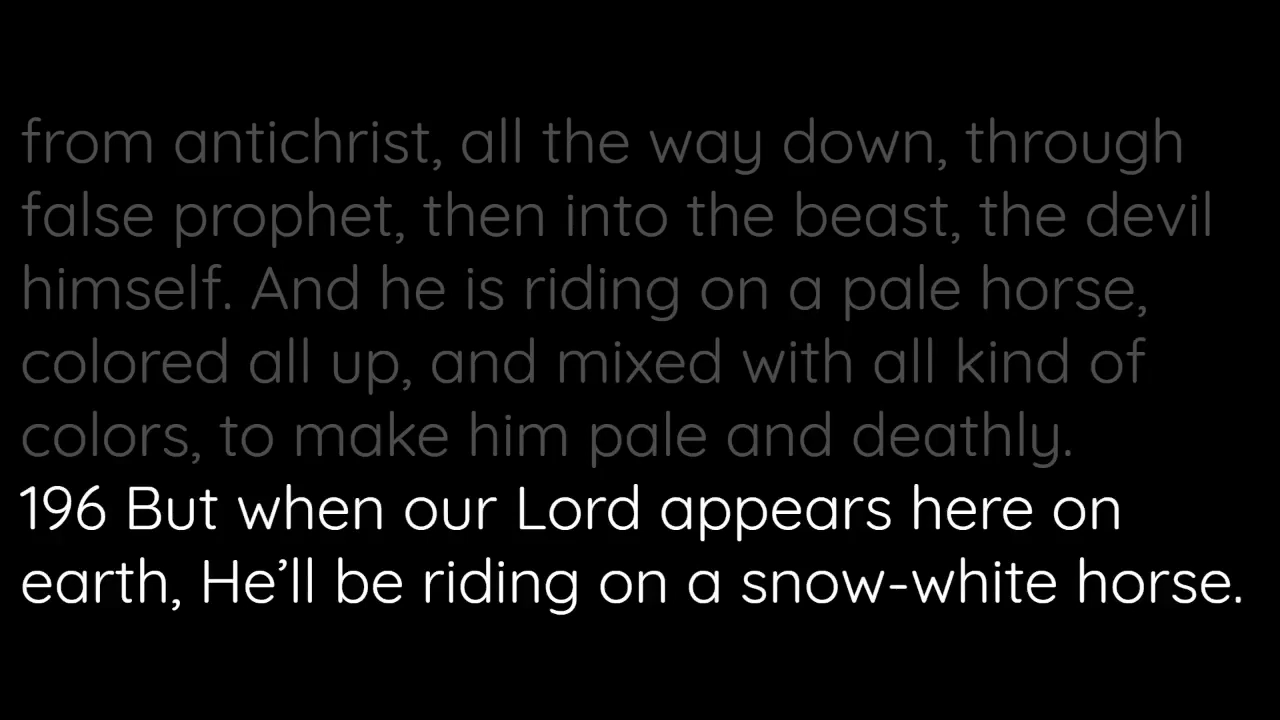 from antichrist, all the way down, through
false prophet, then into the beast, the devil
himself. And he is riding on a pale horse,
colored all up, and mixed with all kind of
colors, to make him pale and deathly.
196 But when our Lord appears here on
earth, He’ll be riding on a snow-white horse.